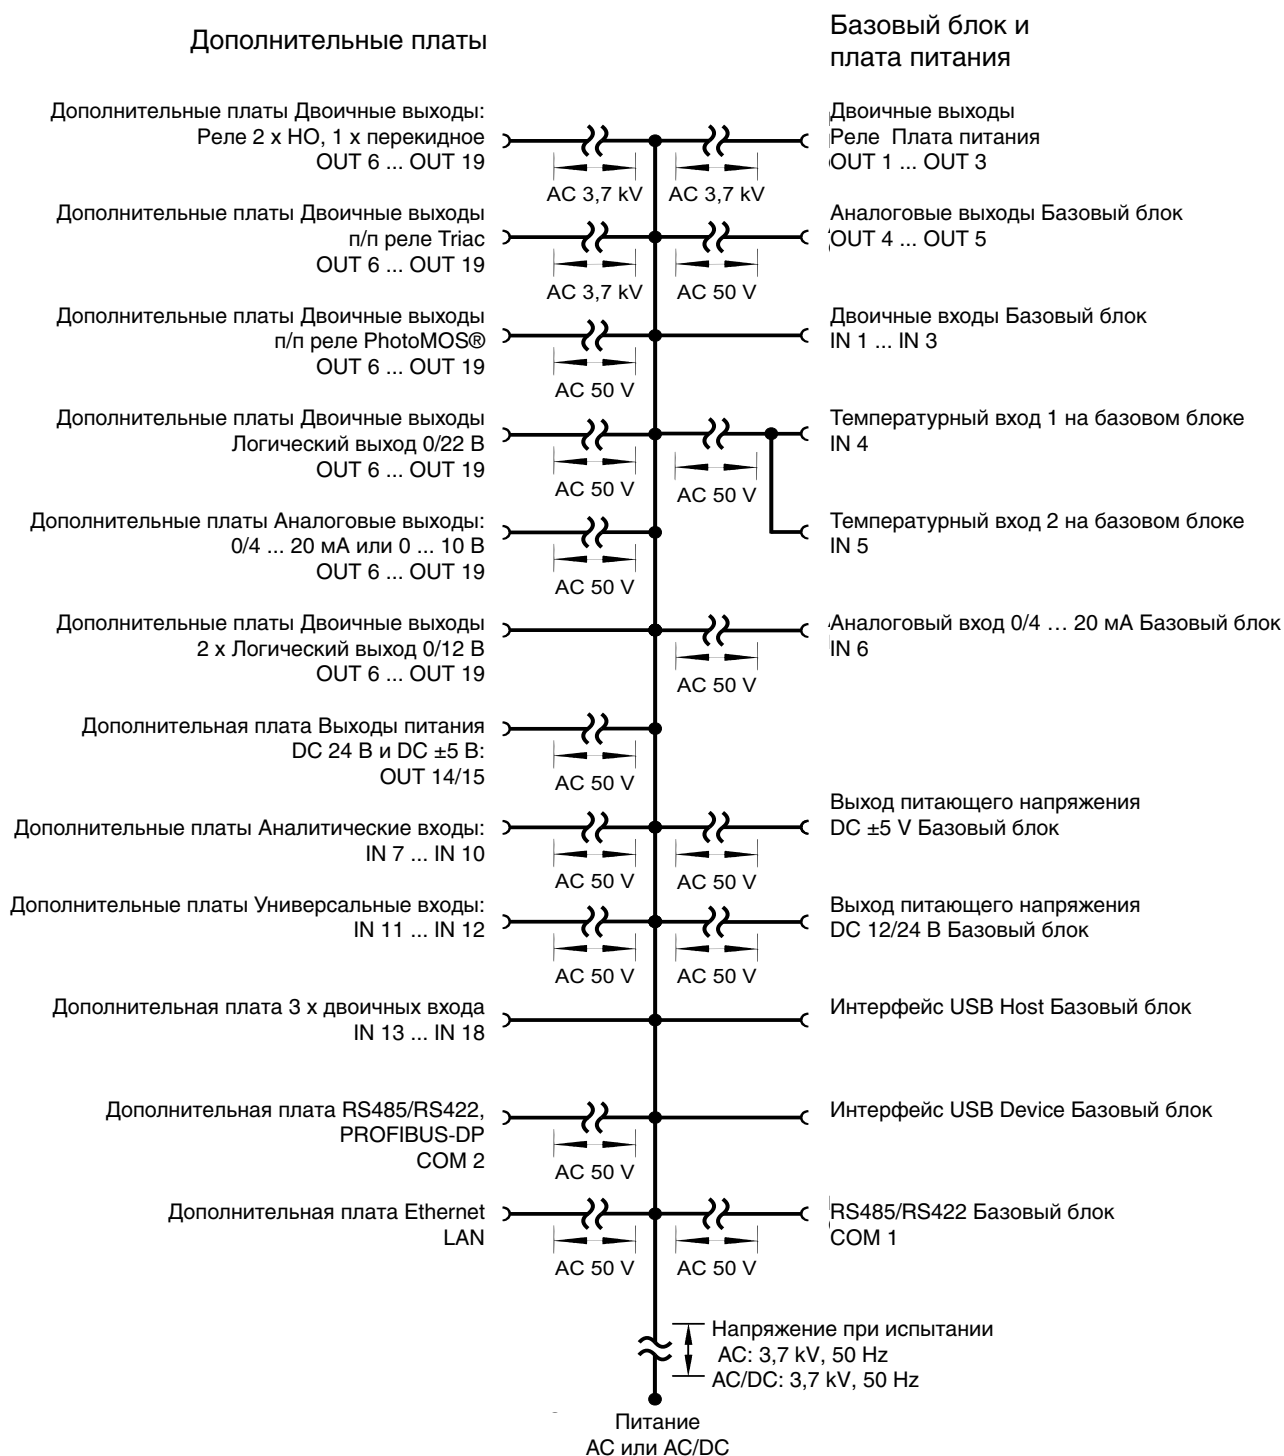 Дополнительные платы
Базовый блок и
плата питания
Дополнительные платы Двоичные выходы:
Реле 2 x НО, 1 x перекидное
OUT 6 ... OUT 19
AC 3,7 kV
AC 3,7 kV
Двоичные выходы
Реле Плата питания
OUT 1 ... OUT 3
Дополнительные платы Двоичные выходы
п/п реле Triac
OUT 6 ... OUT 19
AC 3,7 kV
AC 50 V
Аналоговые выходы Базовый блок
OUT 4 ... OUT 5
Дополнительные платы Двоичные выходы
п/п реле PhotoMOS®
OUT 6 ... OUT 19
AC 50 V
Двоичные входы Базовый блок
IN 1 ... IN 3
Дополнительные платы Двоичные выходы
Логический выход 0/22 В
OUT 6 ... OUT 19
AC 50 V
AC 50 V
Температурный вход 1 на базовом блоке
IN 4
Дополнительные платы Аналоговые выходы:
0/4 ... 20 мА или 0 ... 10 В
OUT 6 ... OUT 19
AC 50 V
Температурный вход 2 на базовом блоке
IN 5
Дополнительные платы Двоичные выходы
2 x Логический выход 0/12 В
OUT 6 ... OUT 19
AC 50 V
Аналоговый вход 0/4 … 20 мА Базовый блок
IN 6
Дополнительная плата Выходы питания
DC 24 В и DC ±5 В:
OUT 14/15
AC 50 V
Дополнительные платы Аналитические входы:
IN 7 ... IN 10
AC 50 V
AC 50 V
Выход питающего напряжения
DC ±5 V Базовый блок
Дополнительные платы Универсальные входы:
IN 11 ... IN 12
AC 50 V
AC 50 V
Выход питающего напряжения
DC 12/24 В Базовый блок
Дополнительная плата 3 x двоичных входа
IN 13 ... IN 18
Интерфейс USB Host Базовый блок
Дополнительная плата RS485/RS422,
PROFIBUS-DP
COM 2
AC 50 V
Интерфейс USB Device Базовый блок
Дополнительная плата Ethernet
LAN
AC 50 V
AC 50 V
RS485/RS422 Базовый блок
COM 1
Напряжение при испытании
AC: 3,7 kV, 50 Hz
AC/DC: 3,7 kV, 50 Hz
Питание
AC или AC/DC